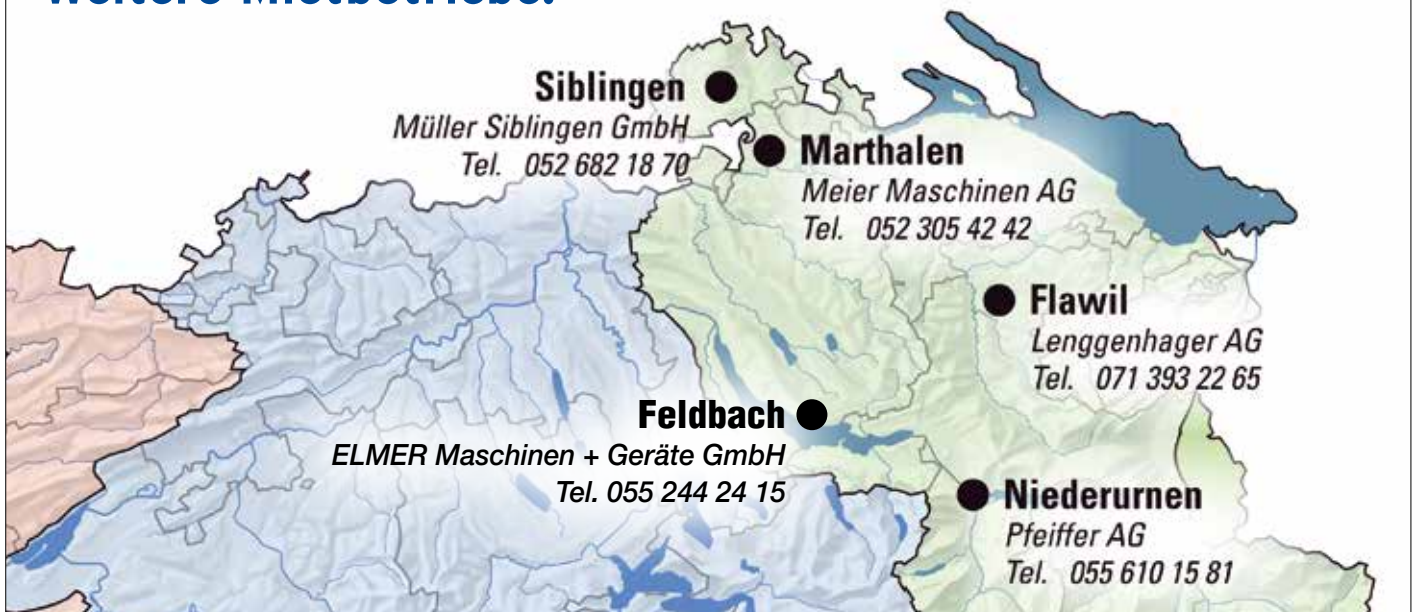 weitere Mietbetriebe:
Siblingen
Müller Siblingen GmbH
Tel. 052 682 18 70
Marthalen
Meier Maschinen AG
Tel. 052 305 42 42
Flawil
Lenggenhager AG
Tel. 071 393 22 65
Feldbach
ELMER Maschinen + Geräte GmbH
Tel. 055 244 24 15
Niederurnen
Pfeiffer AG
Tel. 055 610 15 81